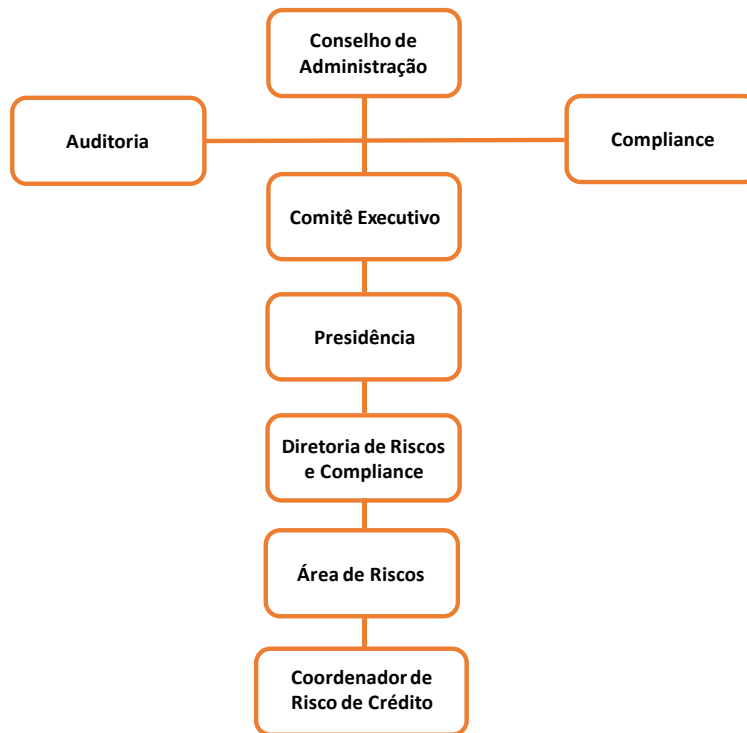 Conselho de
Administração
Auditoria
Compliance
Comitê Executivo
Presidência
Diretoria de Riscos
e Compliance
Área de Riscos
Coordenador de
Risco de Crédito